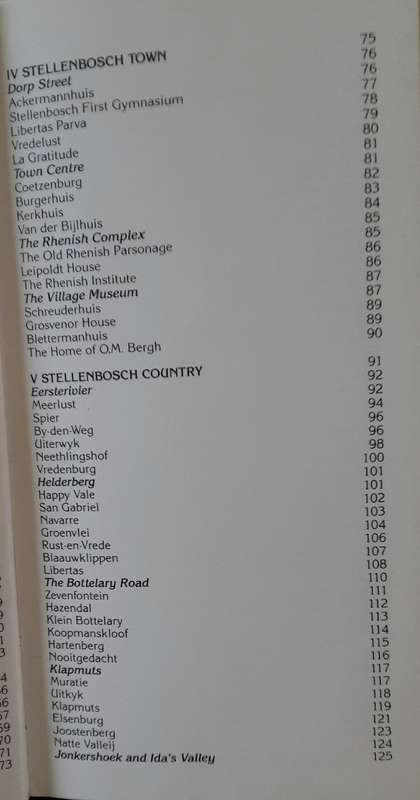 IV STELLENBOSCH TOWN 75
Dorp Street 76
Ackermannhuis 76
Stellenbosch First Gymnasium 77
Libertas Parva 78
Vredelust 79
La Gratitude 80
Town Centre 81
Coetzenburg 81
Burgerhuis 82
Kerkhuis 83
Van der Bijlhuis 84
The Rhenish Complex 85
The Old Rhenish Parsonage 85
Leipoldt House 86
The Rhenish Institute 86
The Village Museum 87
Schreuderhuis 87
Grosvenor House 89
Blettermanhuis 89
The Home of O.M. Bergh 90
V STELLENBOSCH COUNTRY 91
Eersterivier 92
Meerlust 92
Spier 94
By-den-Weg 96
Uiterwyk 96
Neethlingshof 98
Vredenburg 100
Helderberg 101
Happy Vale 101
San Gabriel 102
Navarre 103
Groenvlei 104
Rust-en-Vrede 106
Blaauwklippen 107
Libertas 108
The Bottelary Road 110
Zevenfontein 111
Hazendal 112
Klein Bottelary 113
Koopmanskloof 114
Hartenberg 115
Nooitgedacht 116
Klapmuts 117
Muratie 117
Uitkyk 118
Klapmuts 119
Elsenburg 121
Joostenberg 123
Natte Valleij 124
Jonkershoek and Ida's Valley 125